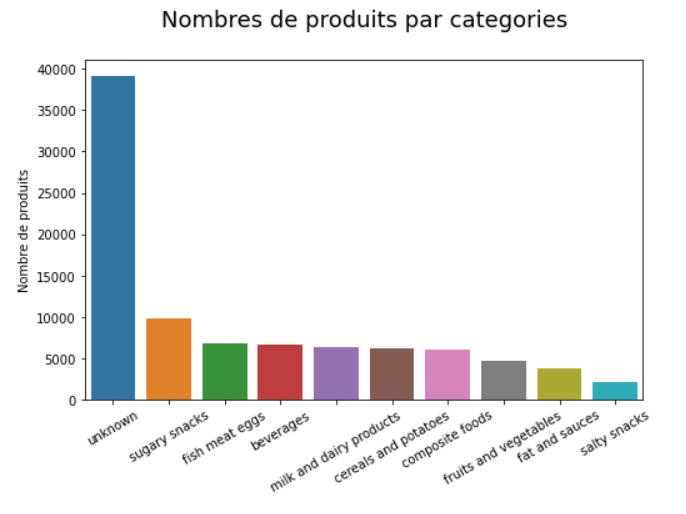 Nombres de produits par categories
Nombre de produits
40000
35000
30000
25000
20000
15000
10000
5000
0
unknown
sugary snacks
fish meat eggs
beverages
milk and dairy products
cereals and potatoes
composite foods
fruits and vegetables
fat and sauces
salty snacks